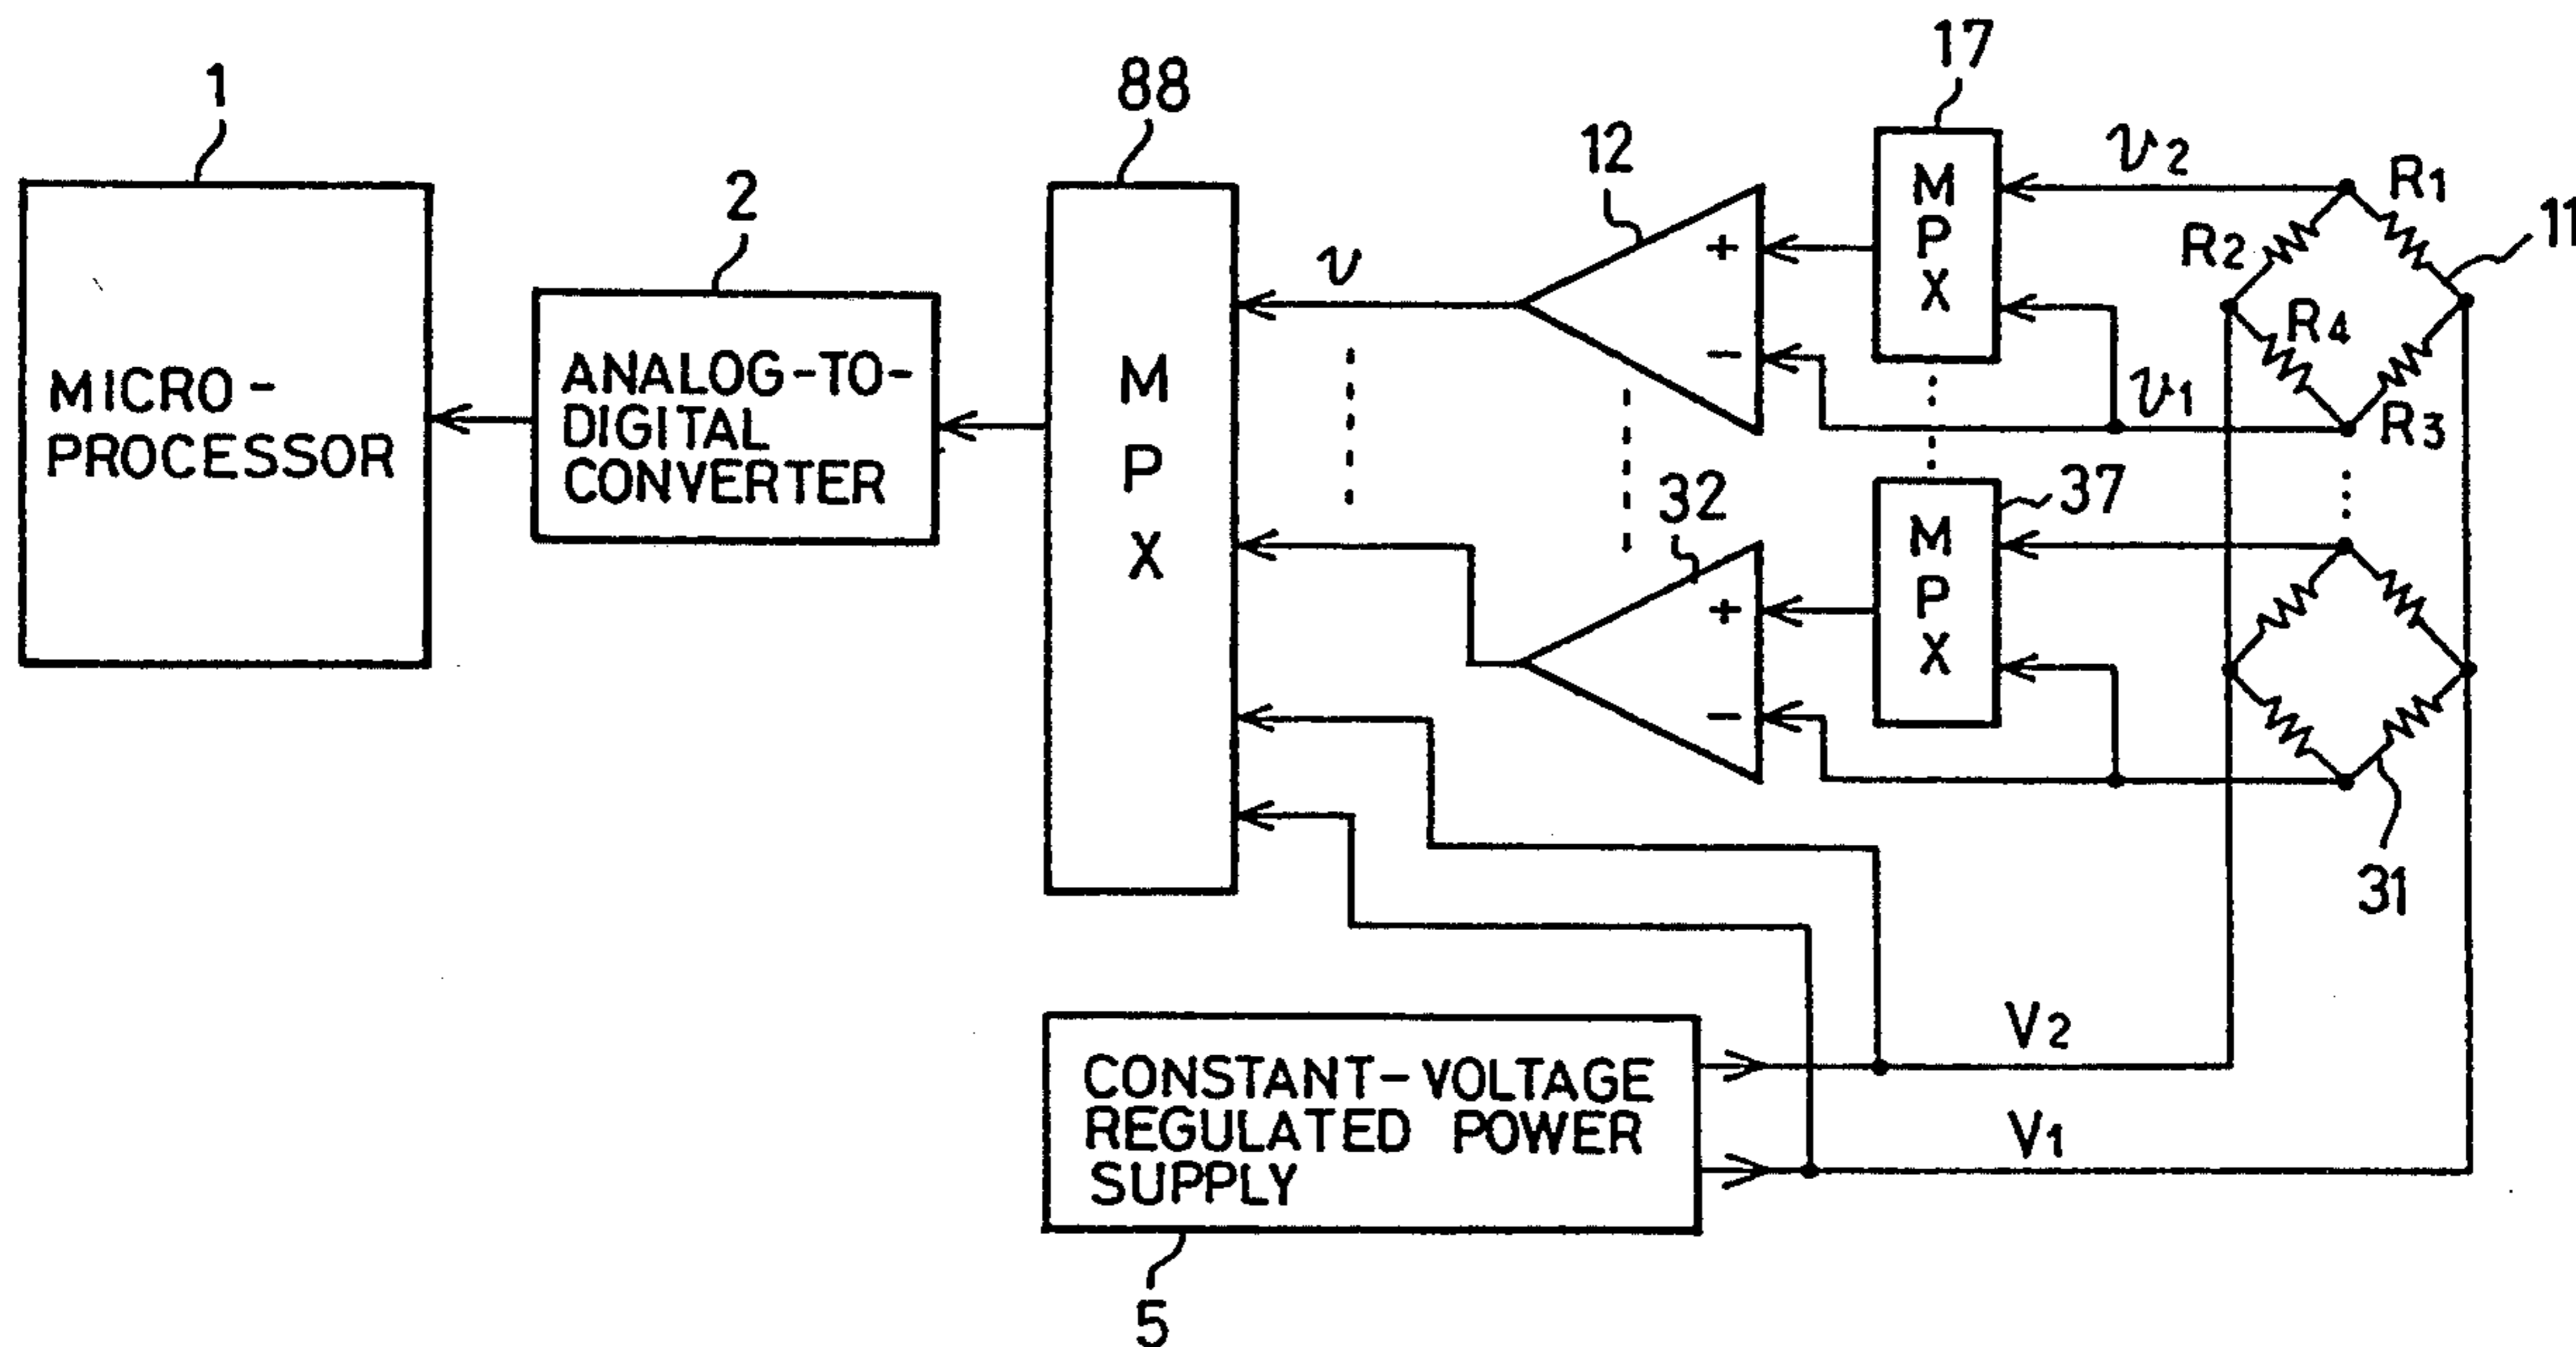 1
MICRO-
PROCESSOR
2
ANALOG-TO-
DIGITAL
CONVERTER
88
M
P
X
v
12
+
-
17
M
P
X
v2
v1
R1
R2
R4
R3
11
32
+
-
37
M
P
X
31
CONSTANT-VOLTAGE
REGULATED POWER
SUPPLY
5
V2
V1